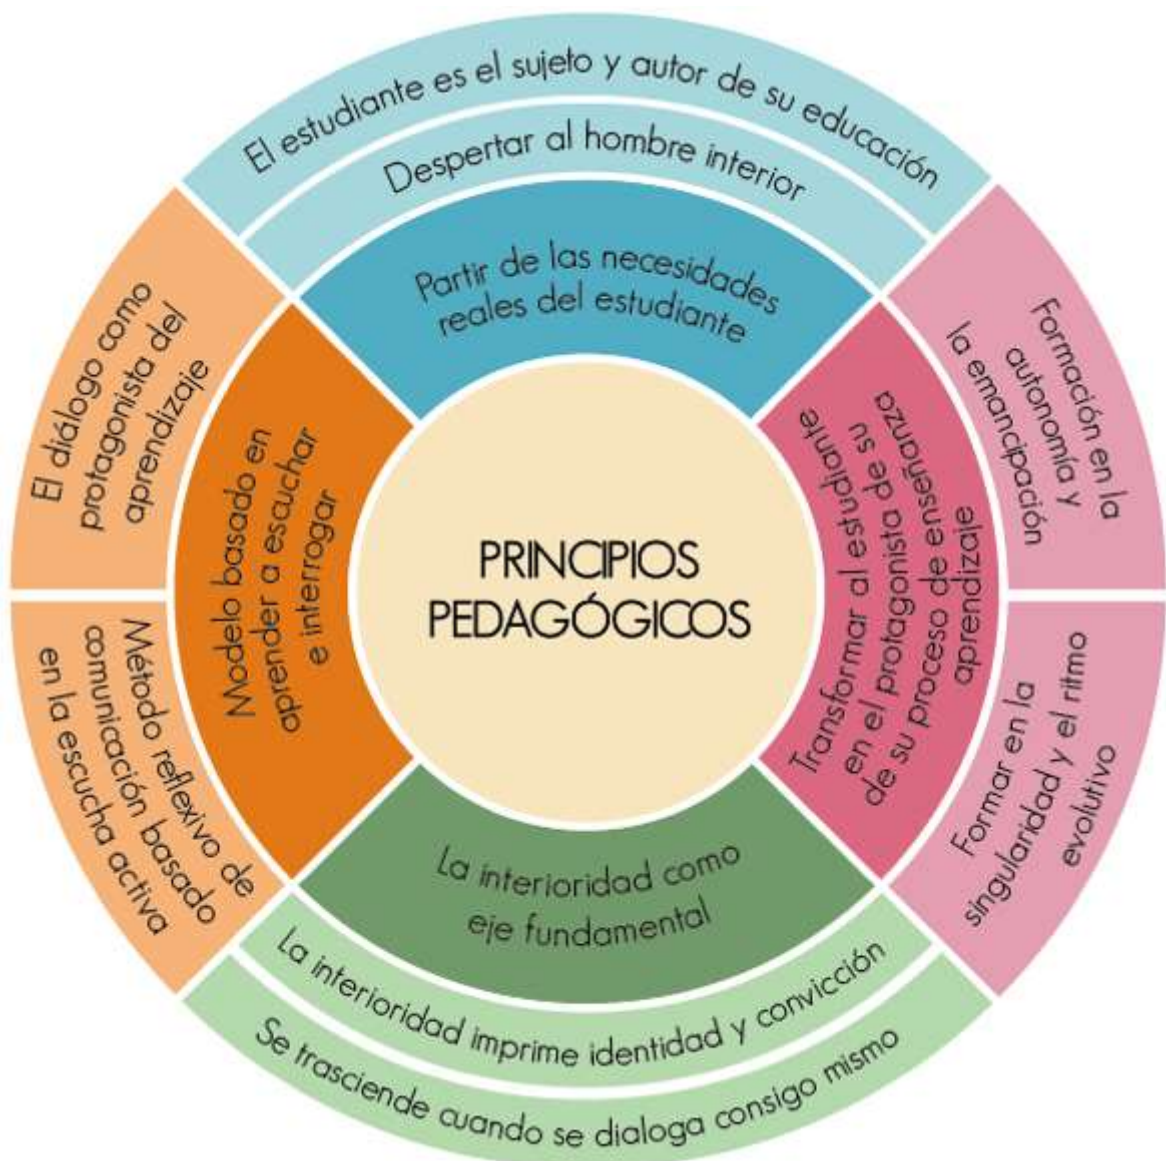 El estudiante es el sujeto y autor de su educación
Despertar al hombre interior
Partir de las necesidades
reales del estudiante
Formación en la
autonomía y
la emancipación
Transformar al estudiante
en el protagonista de su
de su proceso de enseñanza
aprendizaje
Formar en la
singularidad y el ritmo
evolutivo
La interioridad como
eje fundamental
La interioridad imprime identidad y convicción
Se trasciende cuando se dialoga consigo mismo
El diálogo como
protagonista del
aprendizaje
Modelo basado en
aprender a escuchar
e interrogar
Método reflexivo de
comunicación basado
en la escucha activa
PRINCIPIOS
PEDAGÓGICOS